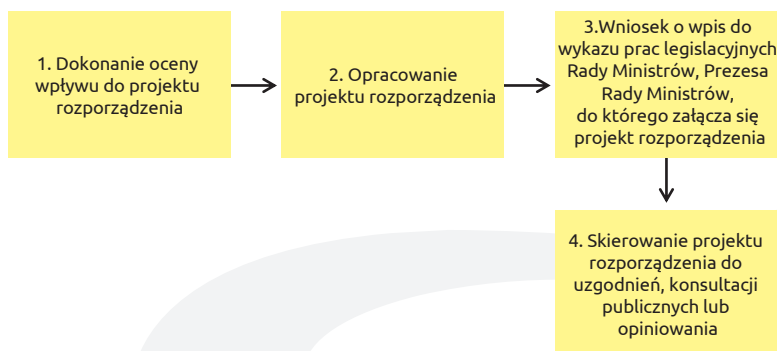 1. Dokonanie oceny
wpływu do projektu
rozporządzenia
2. Opracowanie
projektu rozporządzenia
3.Wniosek o wpis do
wykazu prac legislacyjnych
Rady Ministrów, Prezesa
Rady Ministrów,
do którego załącza się
projekt rozporządzenia
4. Skierowanie projektu
rozporządzenia do
uzgodnień, konsultacji
publicznych lub
opiniowania